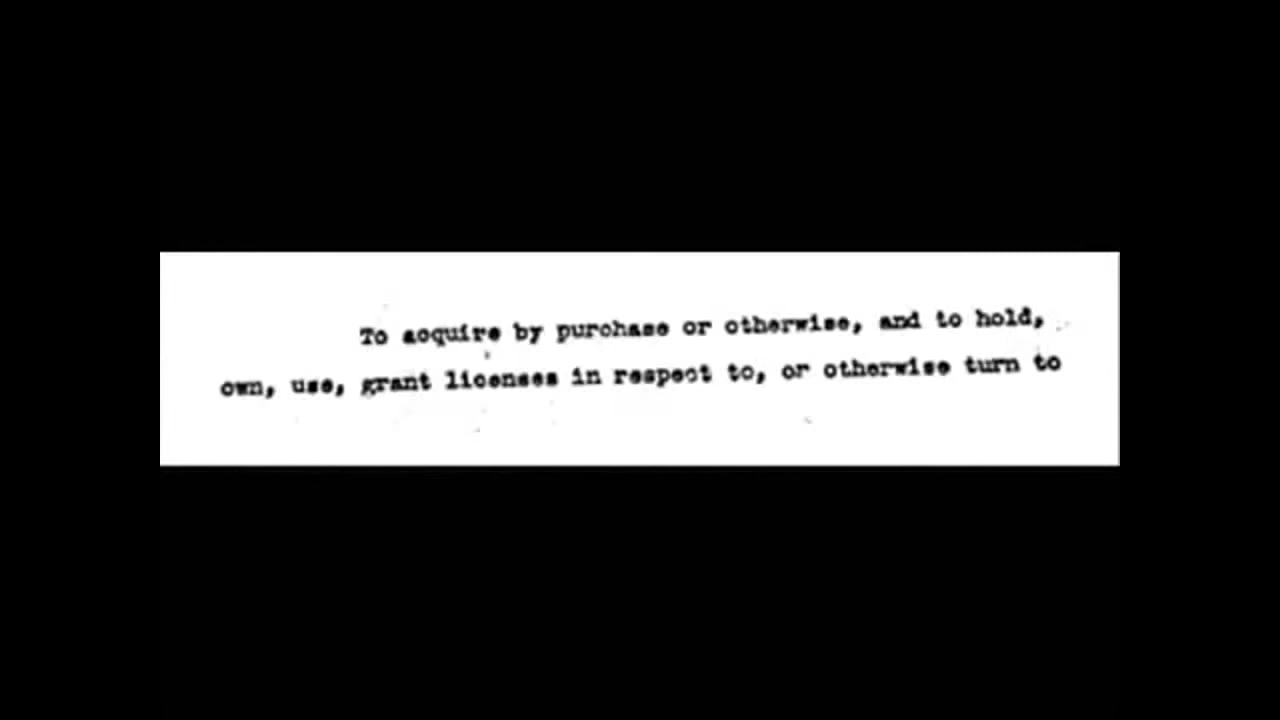 To acquire by purchase or otherwise, and to hold,
own, use, grant licenses in respect to, or otherwise turn to